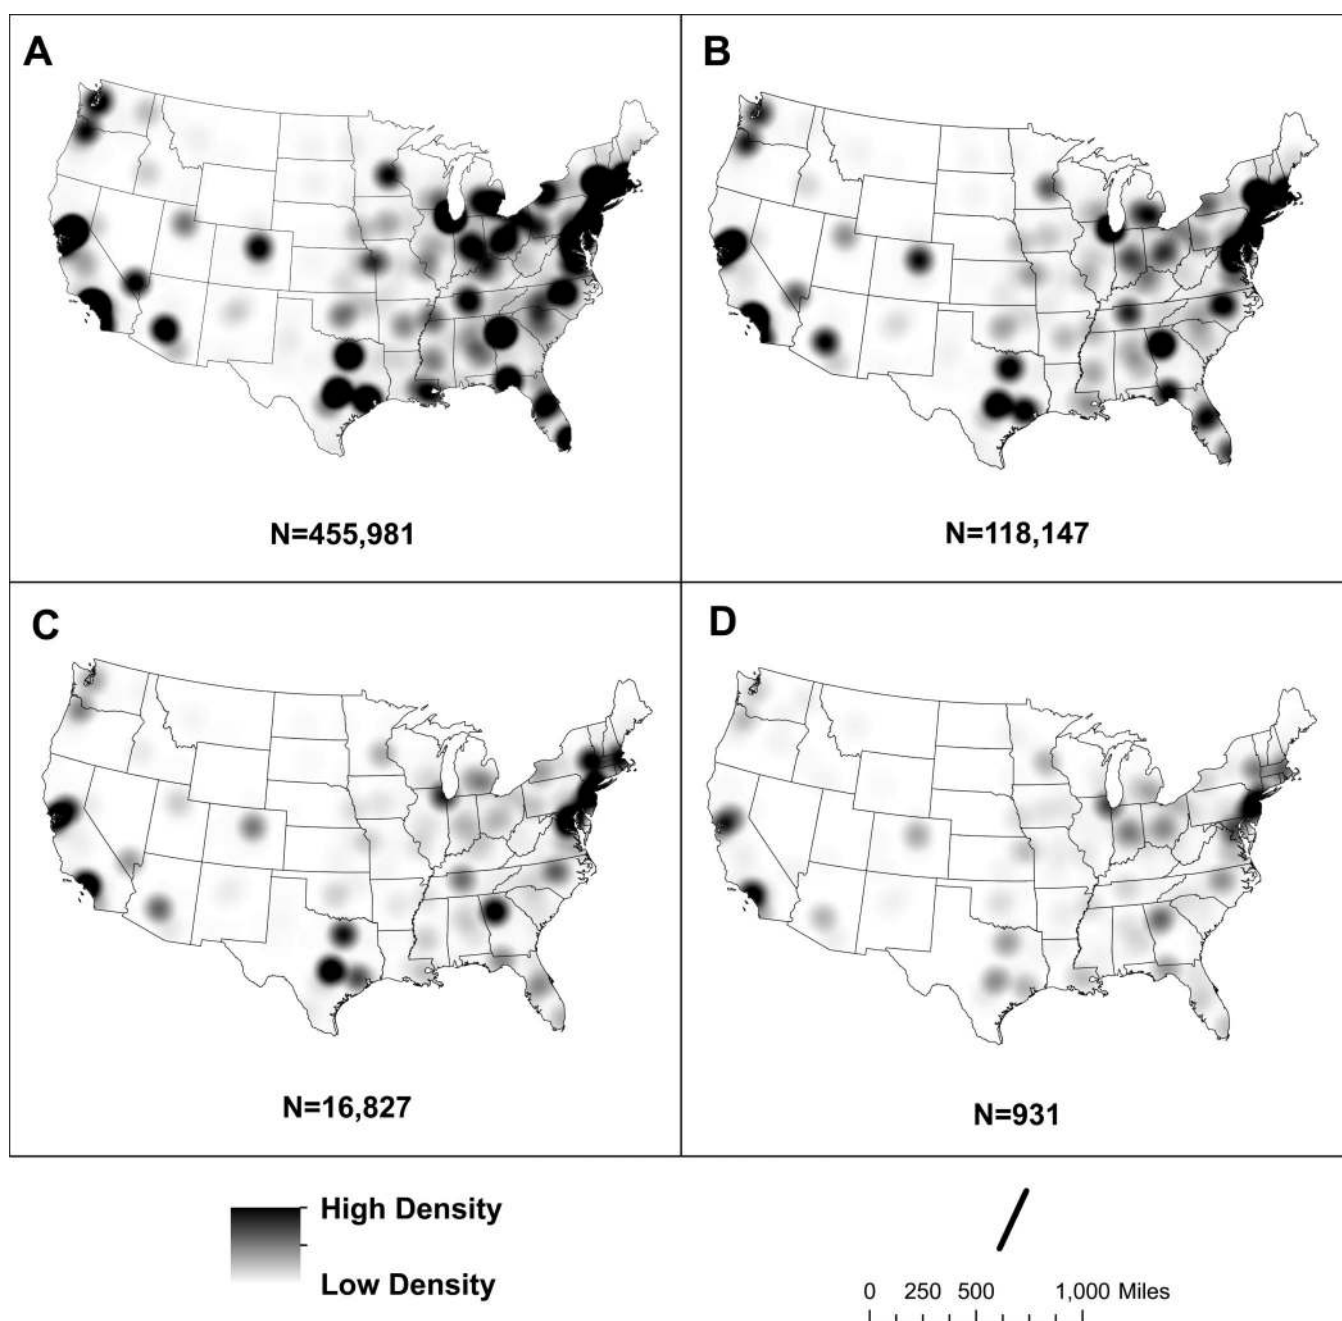 A
B
N=455,981
N=118,147
C
D
N=16,827
N=931
High Density
Low Density
0 250 500 1,000 Miles